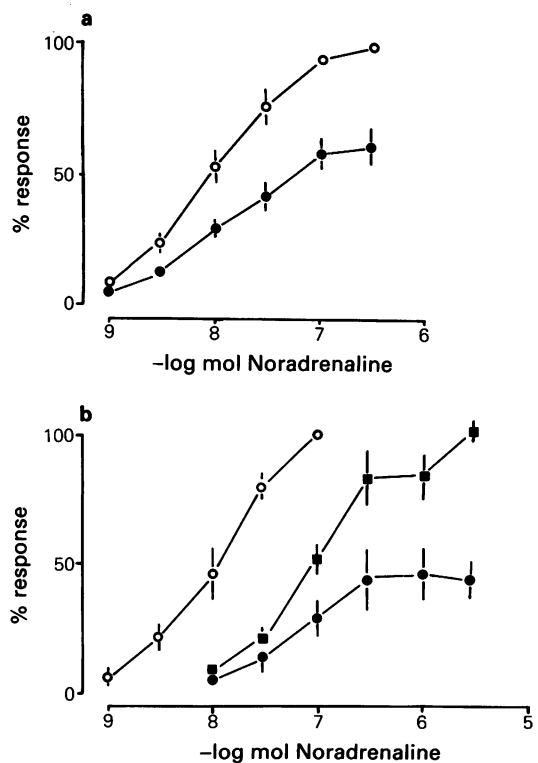 a
100
50
0
% response
9 8 7 6
–log mol Noradrenaline
b
100
50
0
% response
9 8 7 6 5
–log mol Noradrenaline